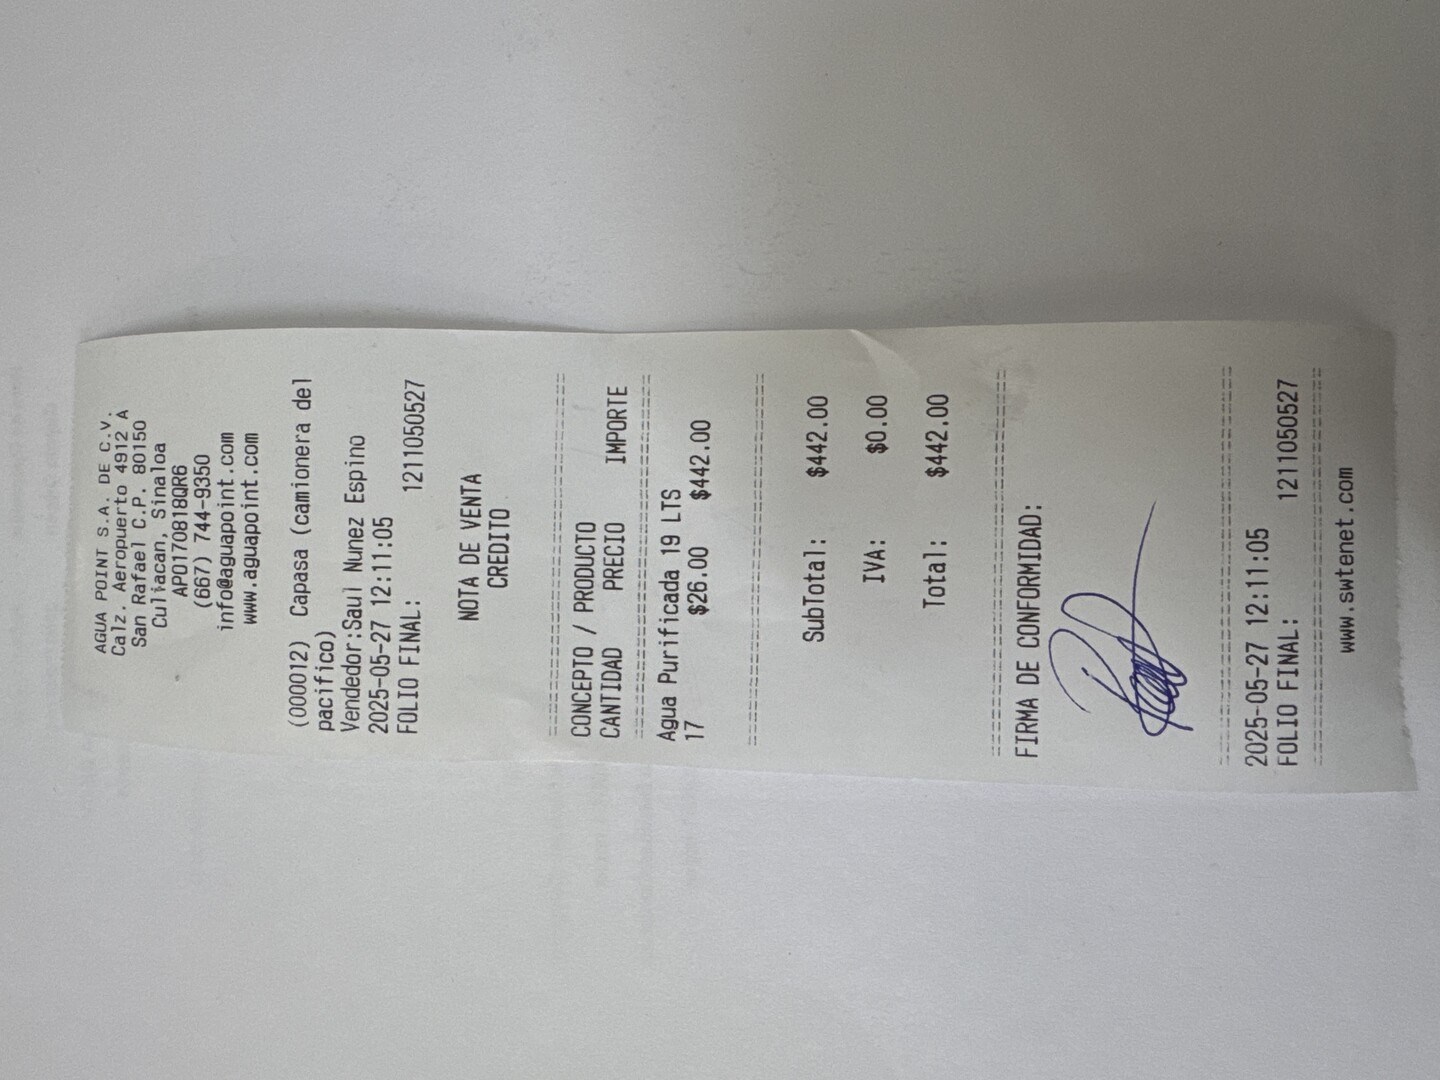 AGUA POINT S.A. DE C.V.
Calz. Aeropuerto 4912 A
San Rafael C.P. 80150
Culiacan, Sinaloa
APO170818QR6
(667) 744-9350
info@aguapoint.com
www.aguapoint.com
(000012) Capasa (camionera del
pacifico)
Vendedor:Saul Nunez Espino
2025-05-27 12:11:05
FOLIO FINAL: 1211050527
NOTA DE VENTA
CREDITO
CONCEPTO / PRODUCTO
CANTIDAD PRECIO IMPORTE
Agua Purificada 19 LTS
17 $26.00 $442.00
SubTotal: $442.00
IVA: $0.00
Total: $442.00
FIRMA DE CONFORMIDAD:
2025-05-27 12:11:05
FOLIO FINAL: 1211050527
www.swtenet.com